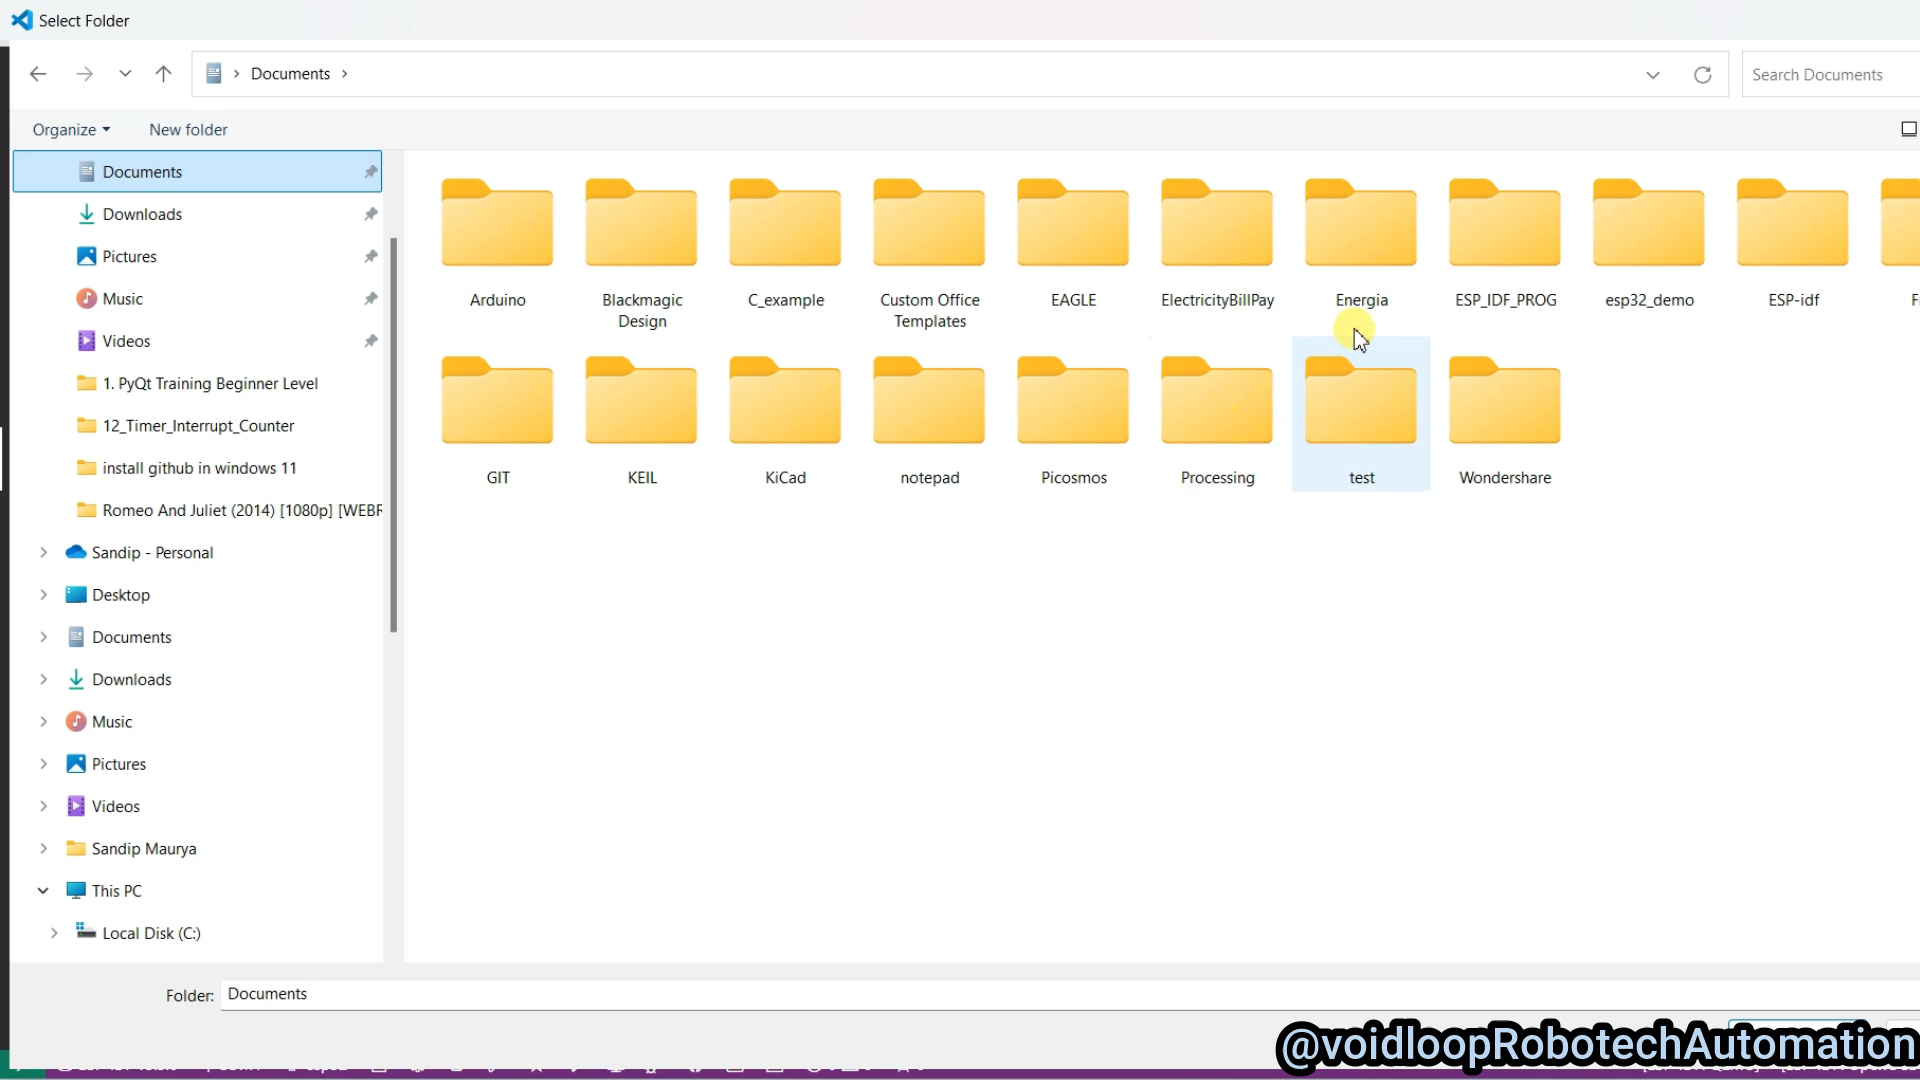 Select Folder
Documents
Search Documents
Organize
New folder
Documents
Downloads
Pictures
Music
Videos
1. PyQt Training Beginner Level
12_Timer_Interrupt_Counter
install github in windows 11
Romeo And Juliet (2014) [1080p] [WEBR
Sandip - Personal
Desktop
Documents
Downloads
Music
Pictures
Videos
Sandip Maurya
This PC
Local Disk (C:)
Arduino
Blackmagic
Design
C_example
Custom Office
Templates
EAGLE
ElectricityBillPay
Energia
ESP_IDF_PROG
esp32_demo
ESP-idf
GIT
KEIL
KiCad
notepad
Picosmos
Processing
test
Wondershare
Folder:
Documents
@voidloopRobotechAutomation